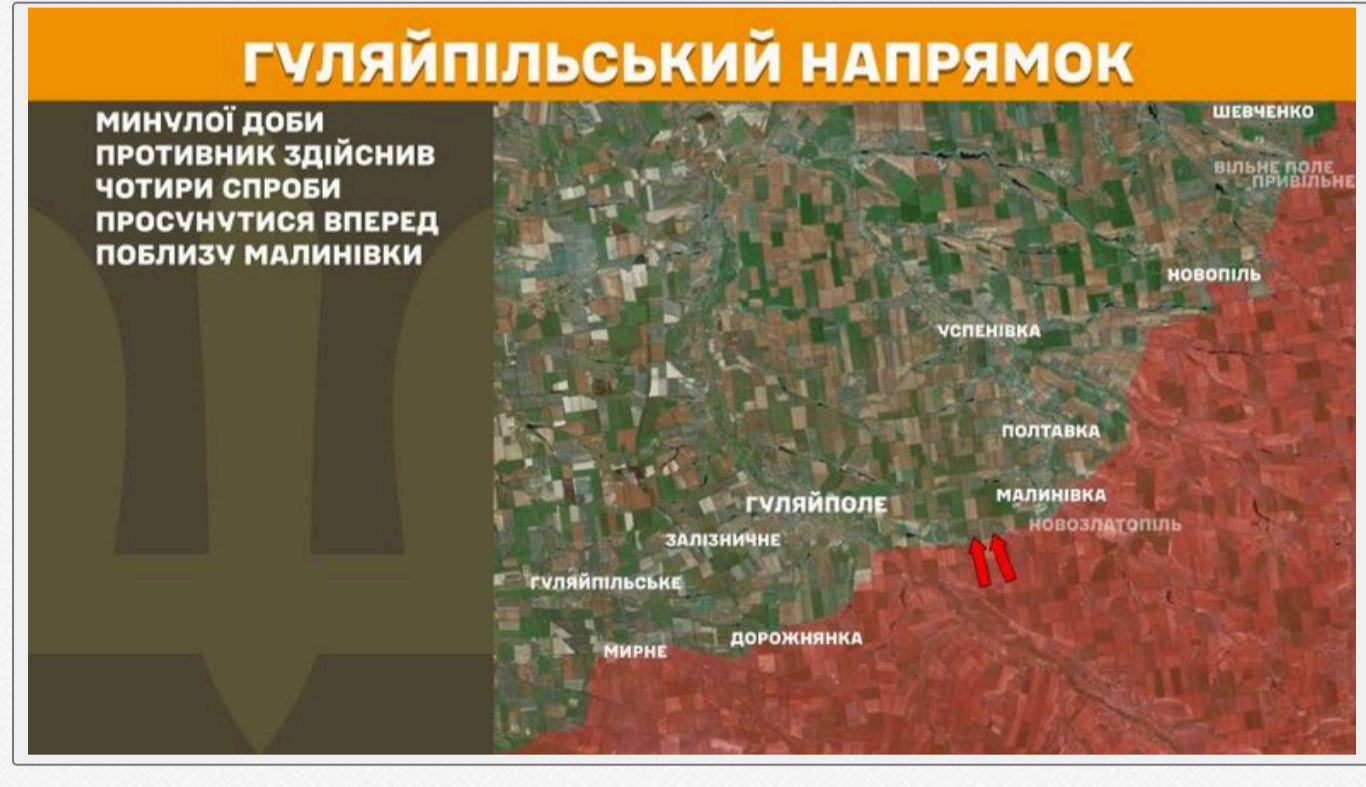 ГУЛЯЙПІЛЬСЬКИЙ НАПРЯМОК
МИНУЛОЇ ДОБИ
ПРОТИВНИК ЗДІЙСНИВ
ЧОТИРИ СПРОБИ
ПРОСУНУТИСЯ ВПЕРЕД
ПОБЛИЗУ МАЛИНІВКИ
ШЕВЧЕНКО
ВІЛЬНЕ ПОЛЕ
ПРИВІЛЬНЕ
НОВОПІЛЬ
УСПЕНІВКА
ПОЛТАВКА
МАЛИНІВКА
ГУЛЯЙПОЛЕ
НОВОЗЛАТОПІЛЬ
ЗАЛІЗНИЧНЕ
ГУЛЯЙПІЛЬСЬКЕ
ДОРОЖНЯНКА
МИРНЕ